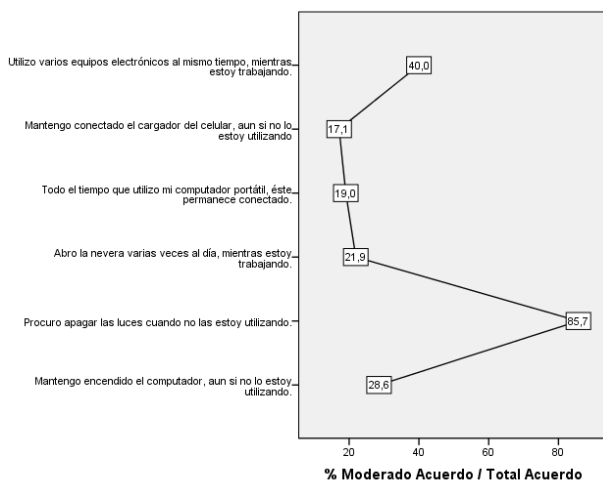 Utilizo varios equipos electrónicos al mismo tiempo, mientras
estoy trabajando.
40,0
Mantengo conectado el cargador del celular, aun si no lo
estoy utilizando
17,1
Todo el tiempo que utilizo mi computador portátil, éste
permanece conectado.
19,0
Abro la nevera varias veces al día, mientras estoy
trabajando.
21,9
Procuro apagar las luces cuando no las estoy utilizando.
85,7
Mantengo encendido el computador, aun si no lo estoy
utilizando.
28,6
20 40 60 80
% Moderado Acuerdo / Total Acuerdo